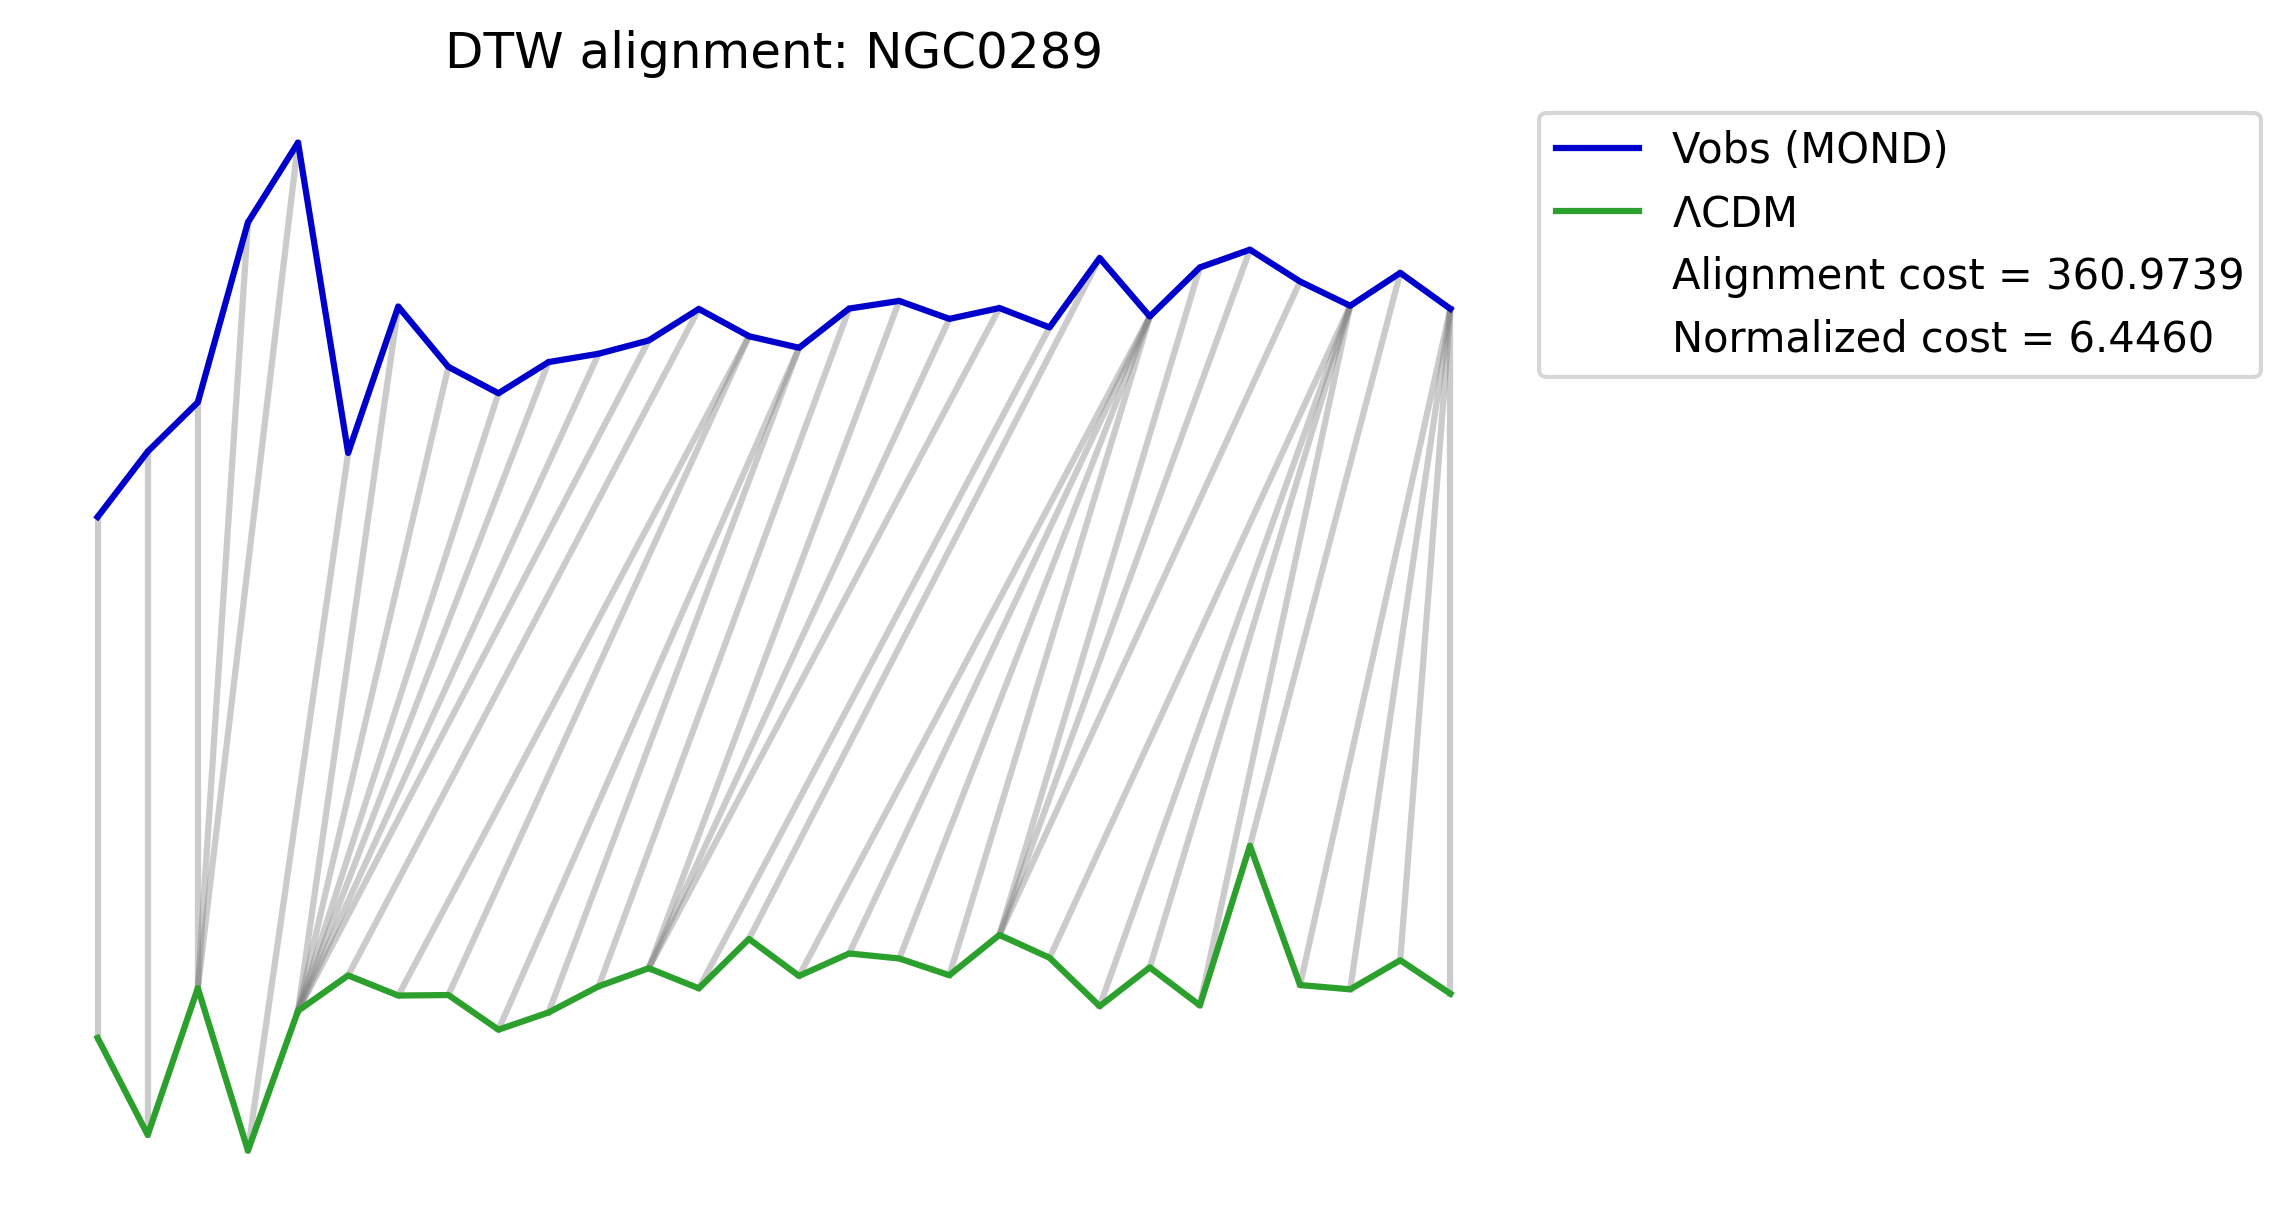 DTW alignment: NGC0289
Vobs (MOND)
ΛCDM
Alignment cost = 360.9739
Normalized cost = 6.4460